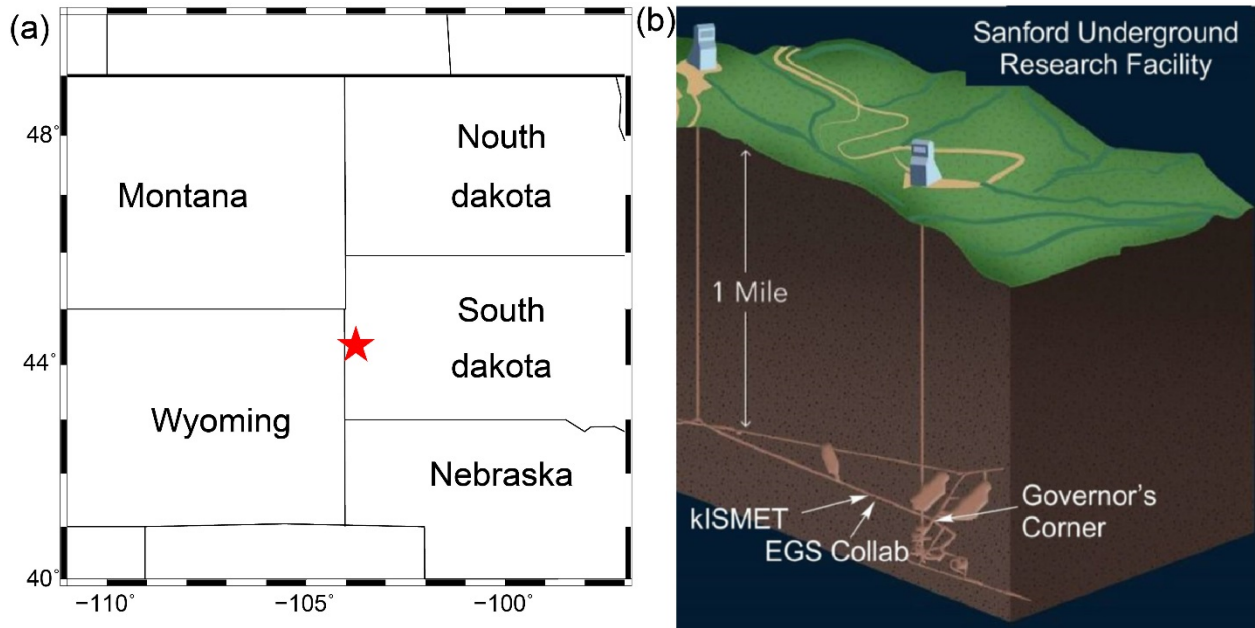 (a)
48°
44°
40°
−110°
−105°
−100°
Montana
Nouth
dakota
South
dakota
Wyoming
Nebraska
(b)
Sanford Underground
Research Facility
1 Mile
kISMET
EGS Collab
Governor's
Corner